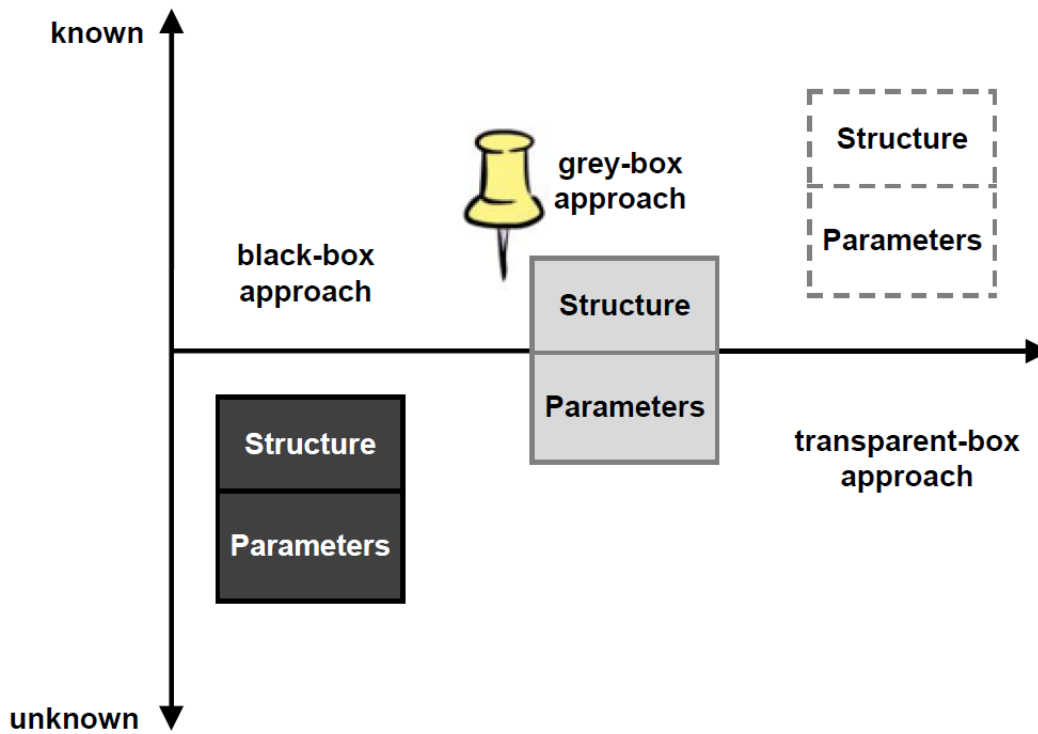 known
grey-box
approach
Structure
Parameters
black-box
approach
Structure
Parameters
Structure
Parameters
transparent-box
approach
unknown